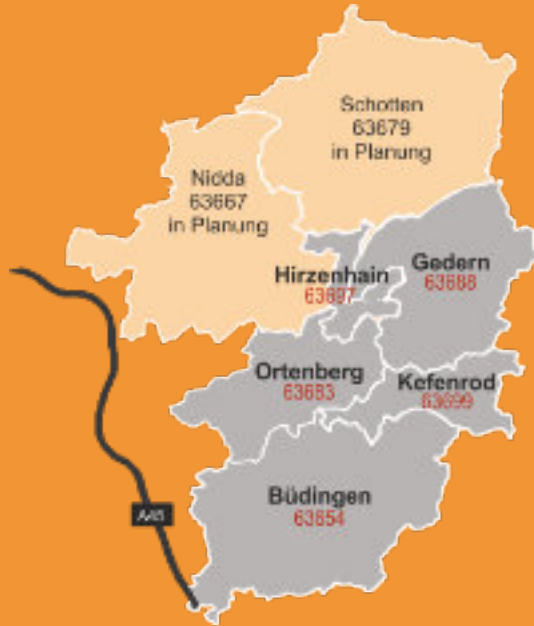 Schotten
63679
in Planung
Nidda
63667
in Planung
Hirzenhain
63697
Gedern
63688
Ortenberg
63683
Kefenrod
63699
Büdingen
63654
A45